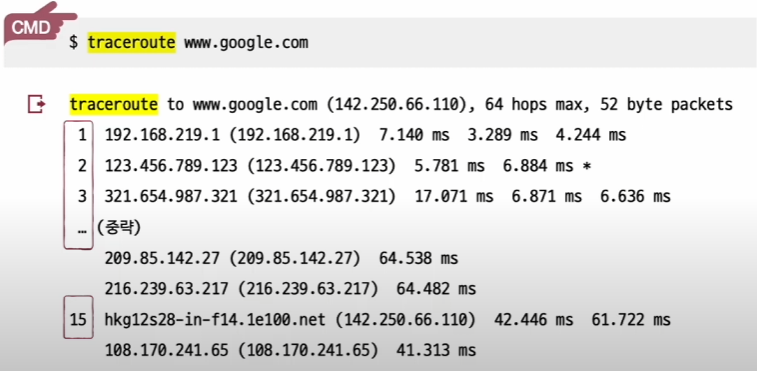 CMD
$ traceroute www.google.com
traceroute to www.google.com (142.250.66.110), 64 hops max, 52 byte packets
1 192.168.219.1 (192.168.219.1) 7.140 ms 3.289 ms 4.244 ms
2 123.456.789.123 (123.456.789.123) 5.781 ms 6.884 ms *
3 321.654.987.321 (321.654.987.321) 17.071 ms 6.871 ms 6.636 ms
… (중략)
209.85.142.27 (209.85.142.27) 64.538 ms
216.239.63.217 (216.239.63.217) 64.482 ms
15 hkg12s28-in-f14.1e100.net (142.250.66.110) 42.446 ms 61.722 ms
108.170.241.65 (108.170.241.65) 41.313 ms